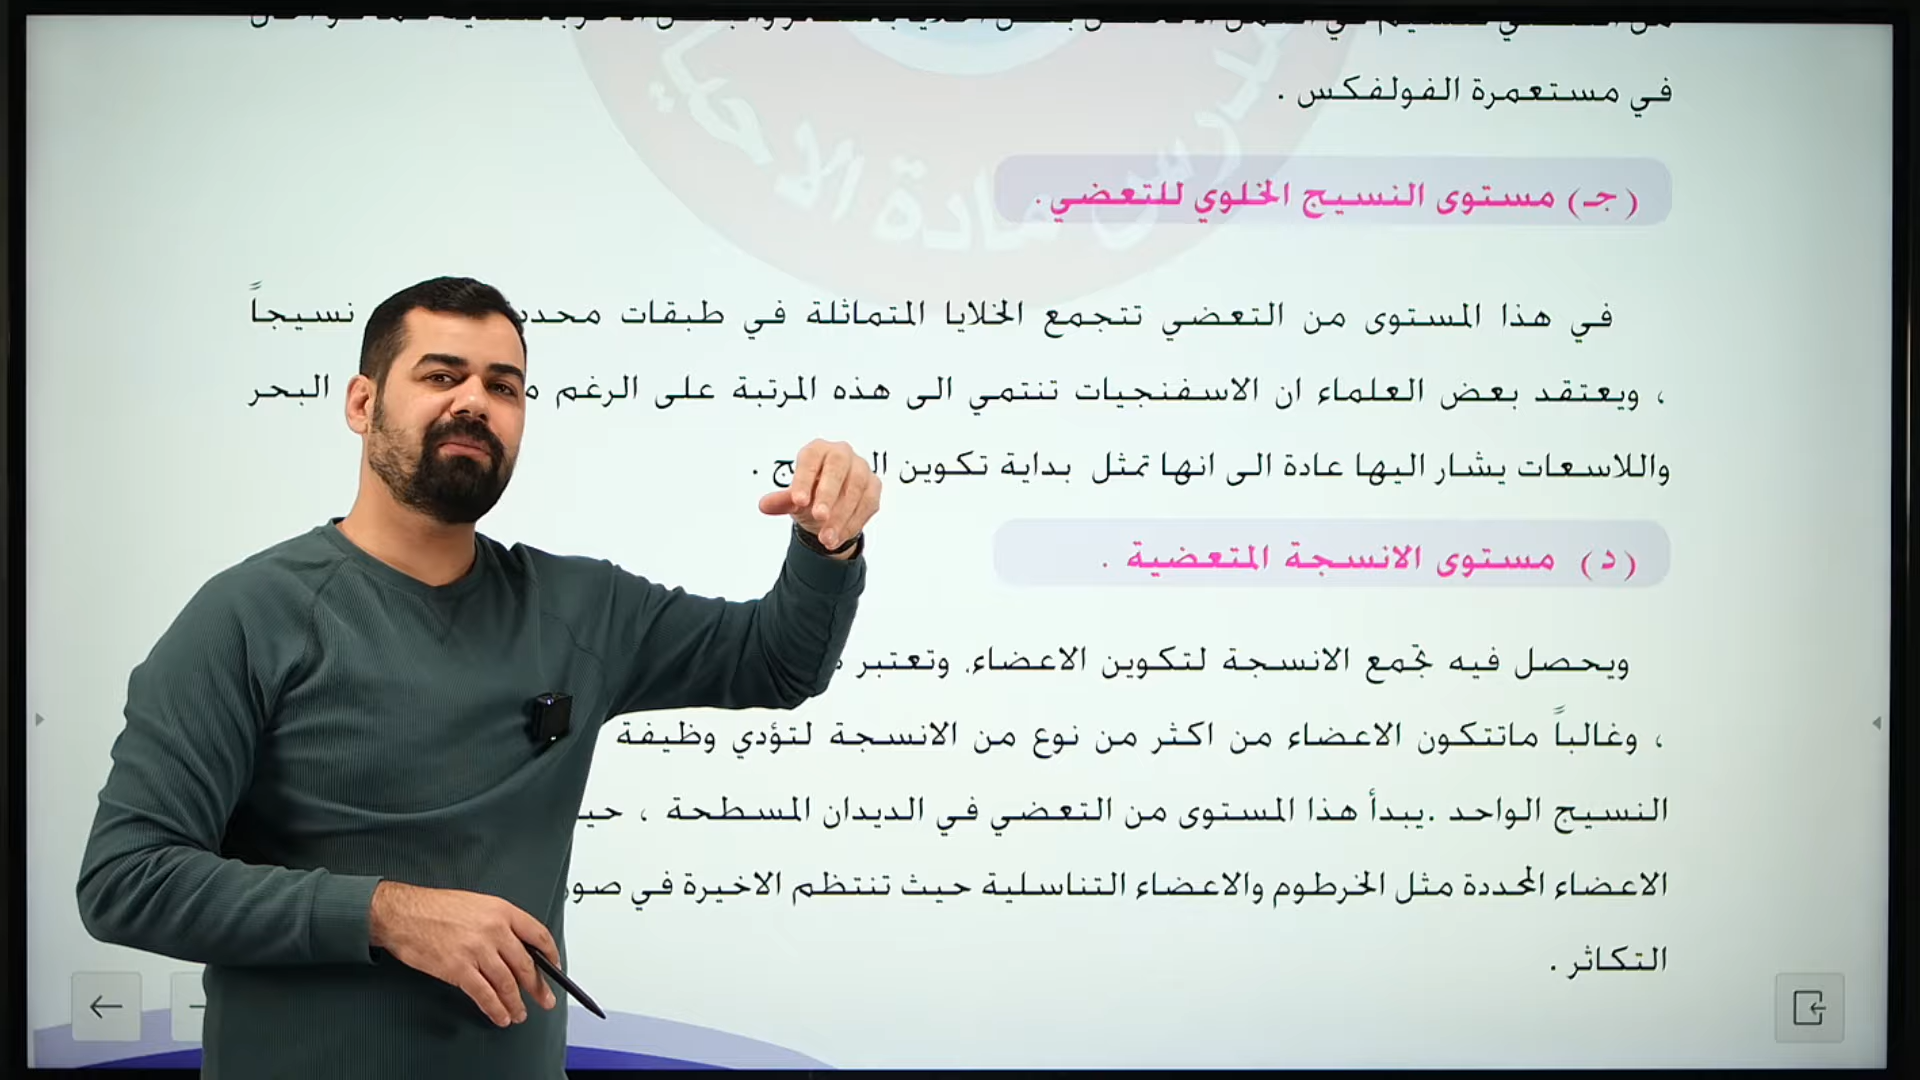 في مستعمرة الفولفكس .
مدرس مادة الاحيا
(جـ) مستوى النسيج الخلوي للتعضي.
في هذا المستوى من التعضي تتجمع الخلايا المتماثلة في طبقات نسيجاً
، ويعتقد بعض العلماء ان الاسفنجيات تنتمي الى هذه المرتبة على الرغم البحر
واللاسعات يشار اليها عادة الى انها تمثل بداية تكوين .
(د) مستوى الانسجة المتعضية .
ويحصل فيه تجمع الانسجة لتكوين الاعضاء. وتعتبر
، وغالباً ماتتكون الاعضاء من اكثر من نوع من الانسجة لتؤدي وظيفة
النسيج الواحد .يبدأ هذا المستوى من التعضي في الديدان المسطحة ،
الاعضاء المحددة مثل الخرطوم والاعضاء التناسلية حيث تنتظم الاخيرة في
التكاثر .